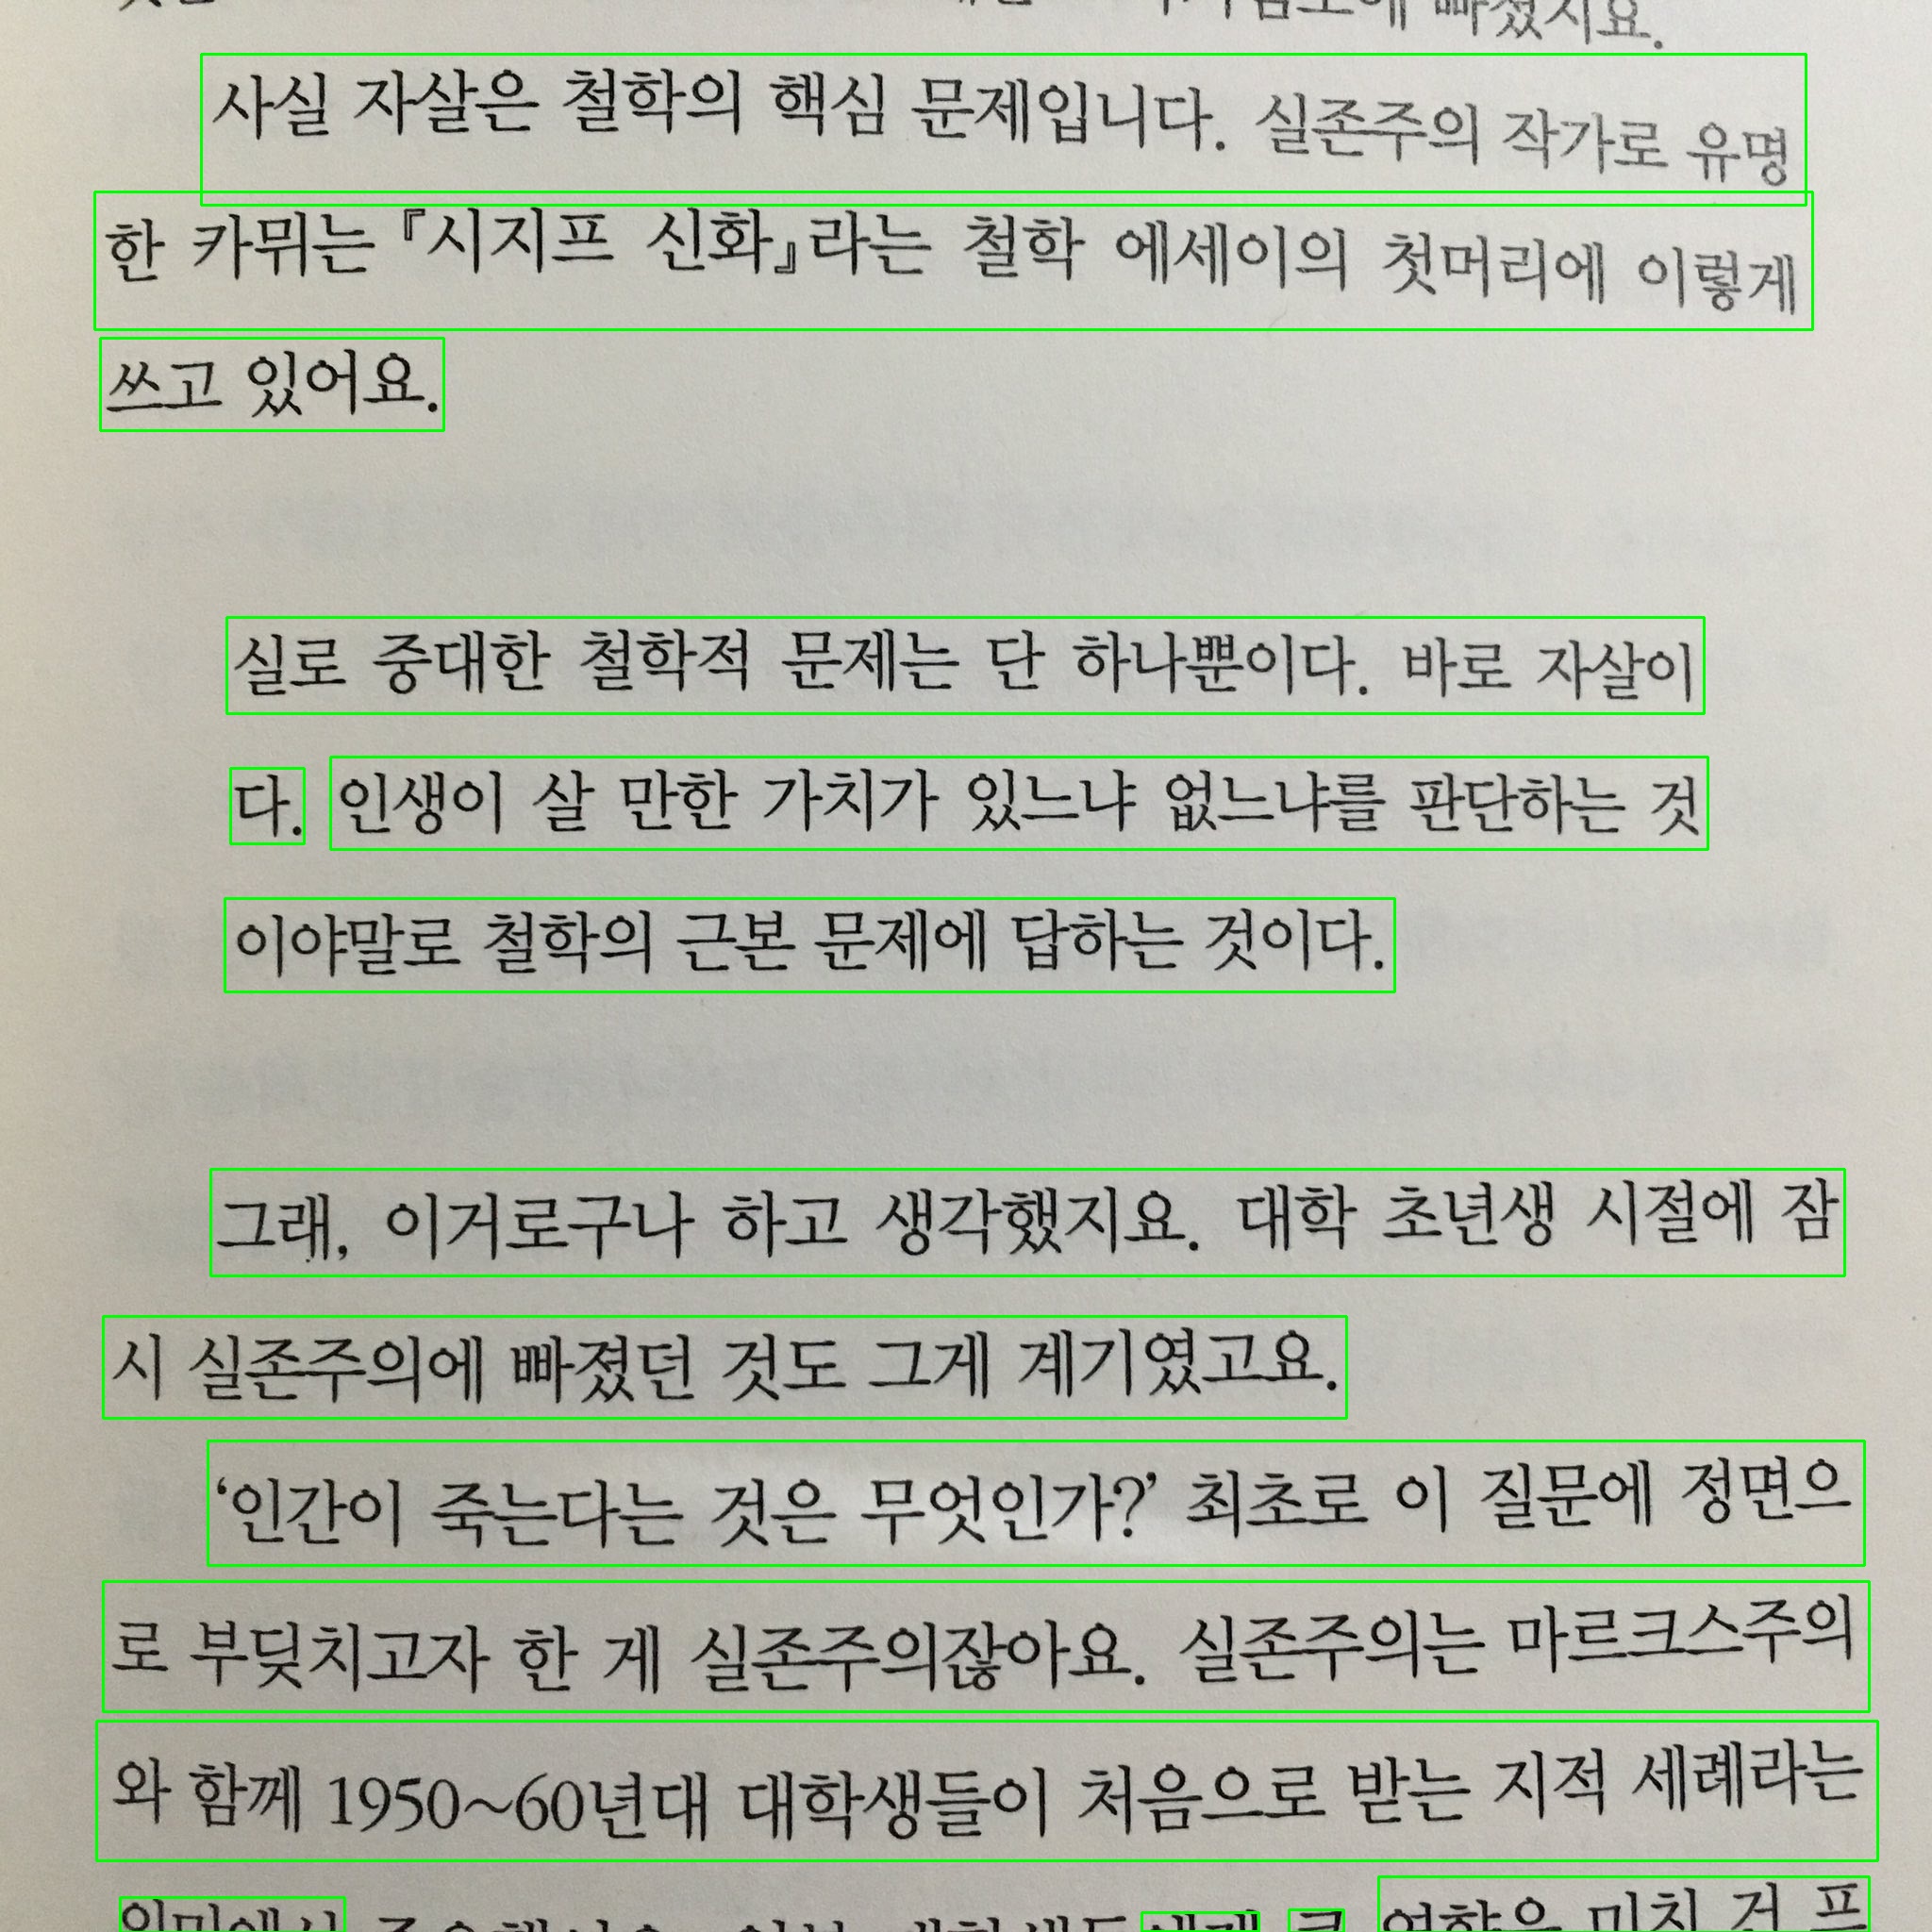 빠졌지요.
사실 자살은 철학의 핵심 문제입니다. 실존주의 작가로 유명
한 카뮈는 『시지프 신화』라는 철학 에세이의 첫머리에 이렇게
쓰고 있어요.
실로 중대한 철학적 문제는 단 하나뿐이다. 바로 자살이
다. 인생이 살 만한 가치가 있느냐 없느냐를 판단하는 것
이야말로 철학의 근본 문제에 답하는 것이다.
그래, 이거로구나 하고 생각했지요. 대학 초년생 시절에 잠
시 실존주의에 빠졌던 것도 그게 계기였고요.
‘인간이 죽는다는 것은 무엇인가?’ 최초로 이 질문에 정면으
로 부딪치고자 한 게 실존주의잖아요. 실존주의는 마르크스주의
와 함께 1950~60년대 대학생들이 처음으로 받는 지적 세례라는